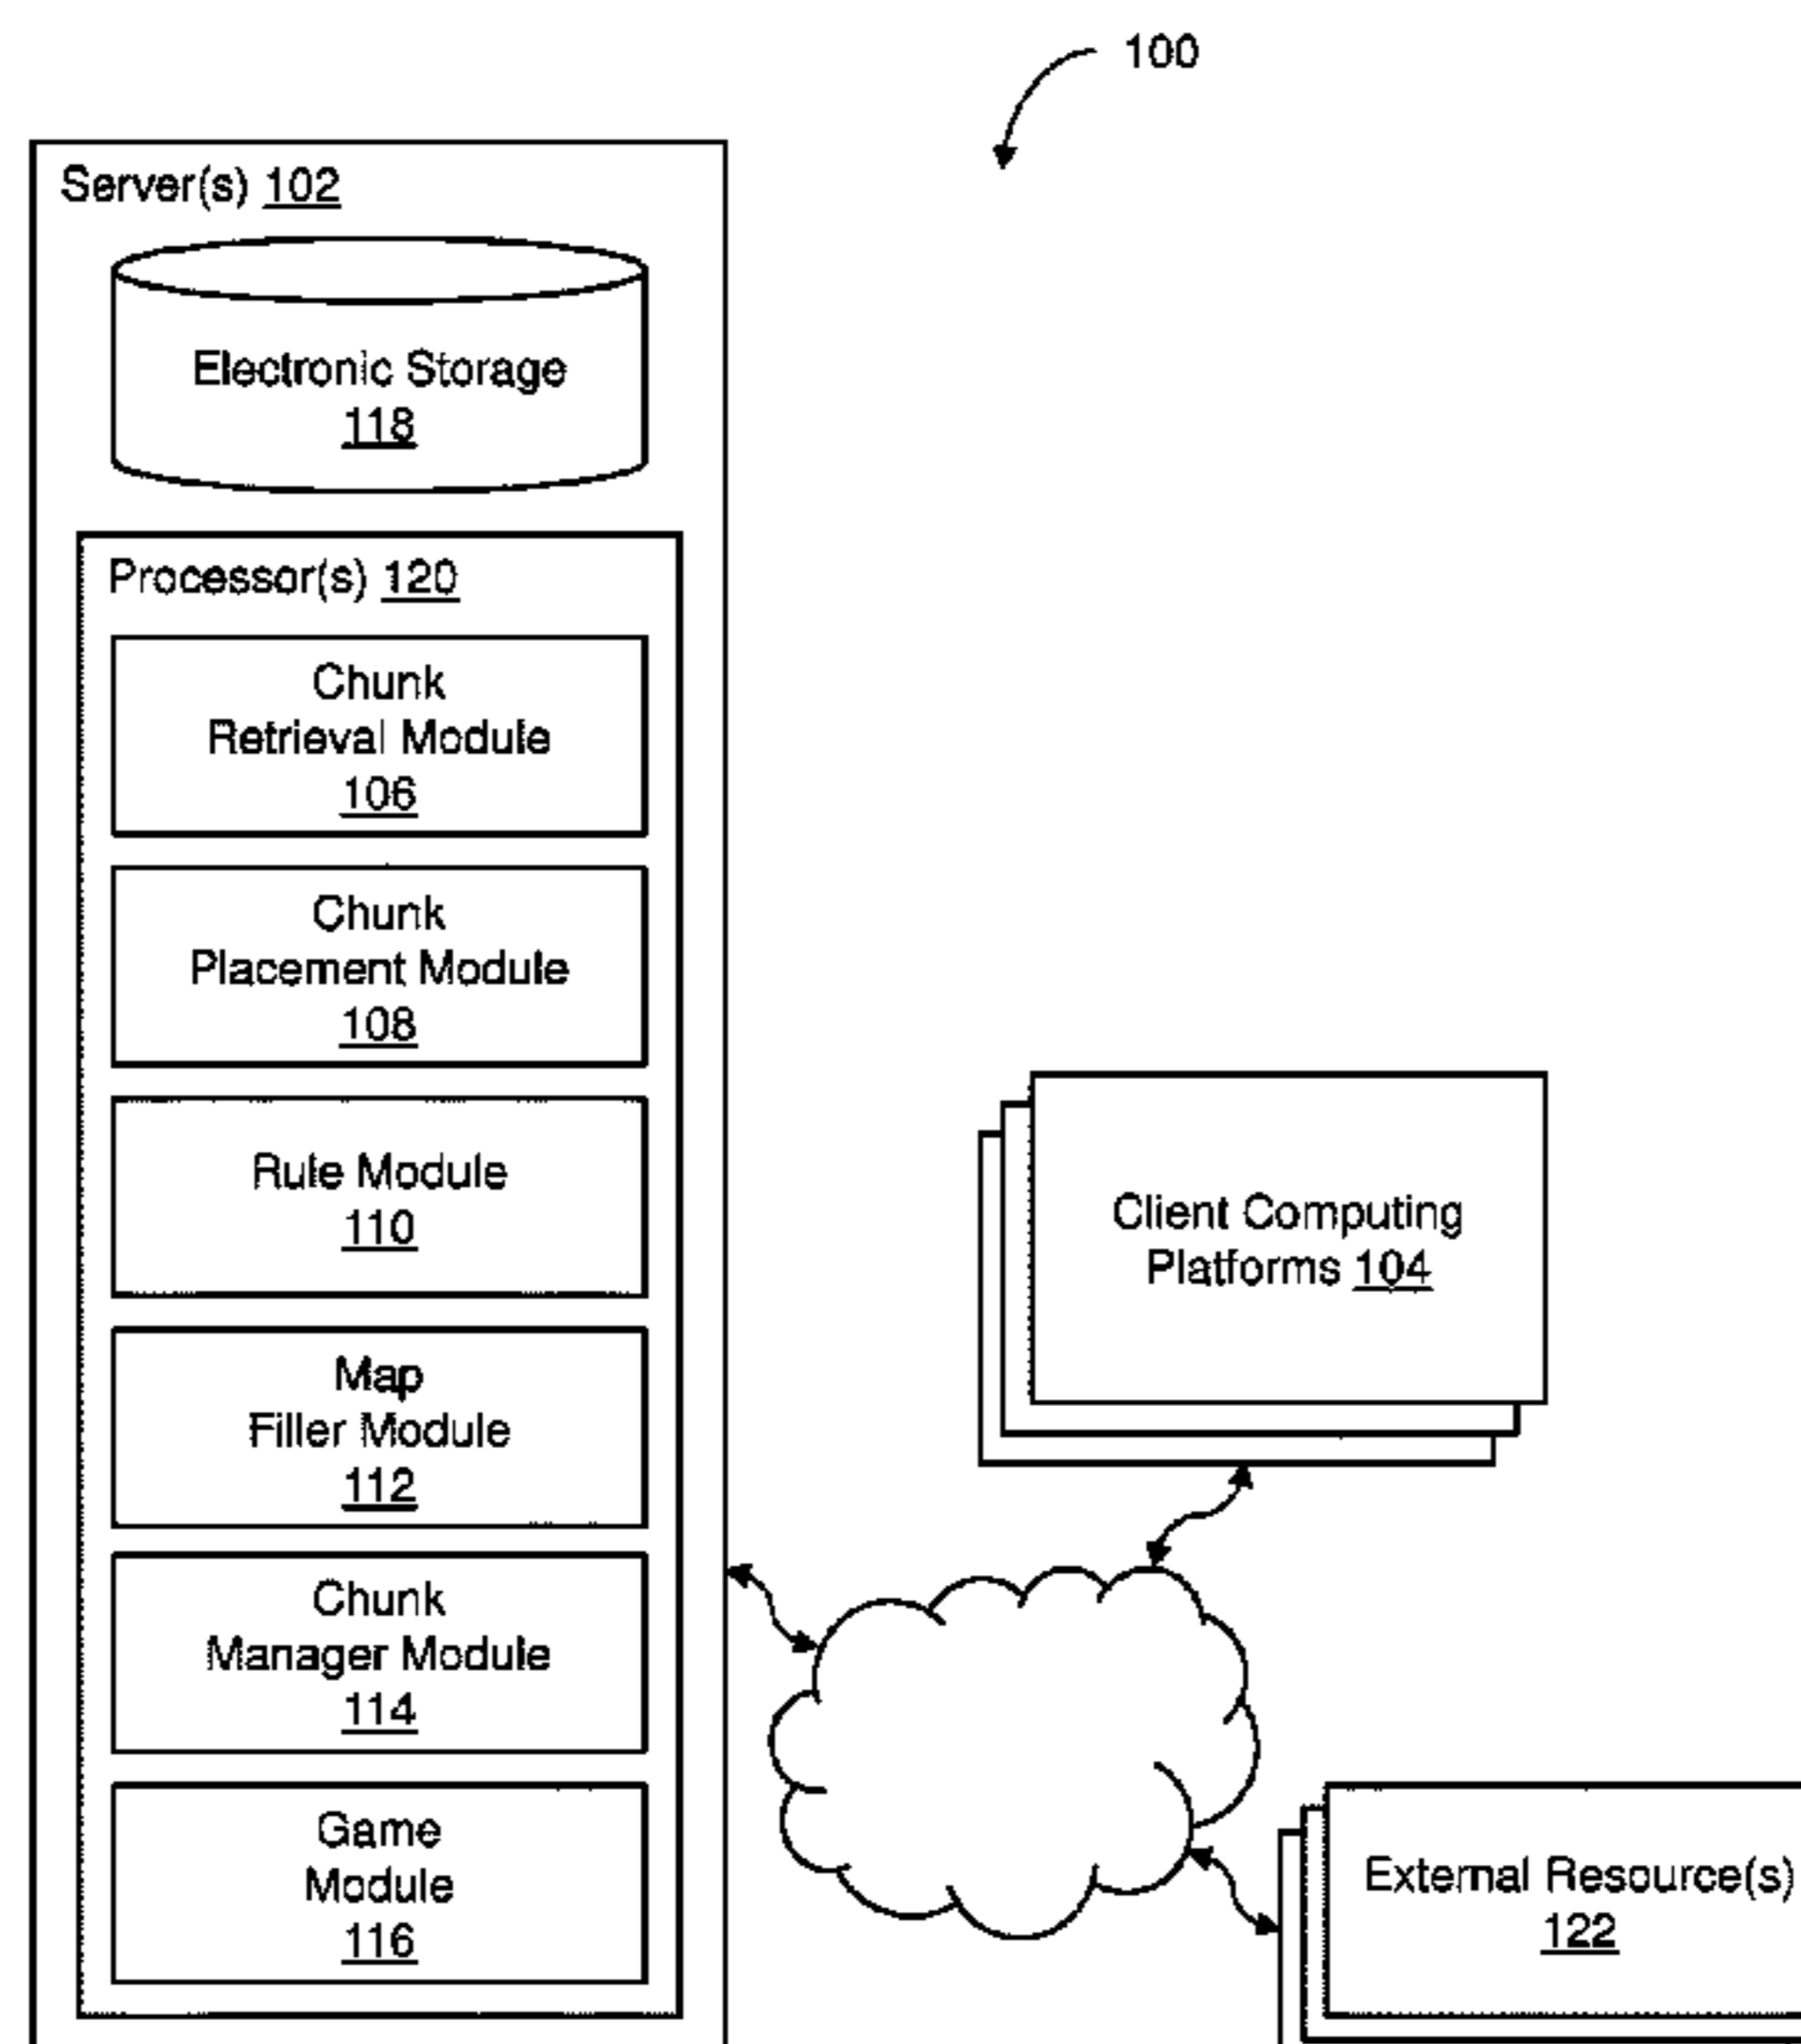 100
Server(s) 102
Electronic Storage
118
Processor(s) 120
Chunk
Retrieval Module
106
Chunk
Placement Module
108
Rule Module
110
Map
Filler Module
112
Chunk
Manager Module
114
Game
Module
116
Client Computing
Platforms 104
External Resource(s)
122